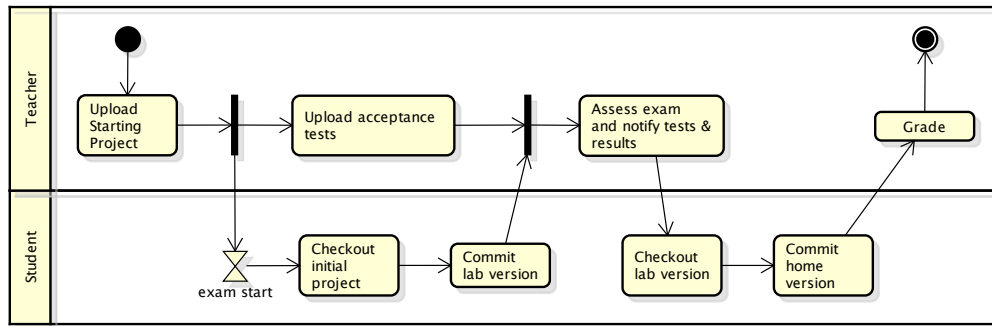 Teacher
Upload
Starting
Project
Upload acceptance
tests
Assess exam
and notify tests &
results
Grade
Student
exam start
Checkout
initial
project
Commit
lab version
Checkout
lab version
Commit
home
version